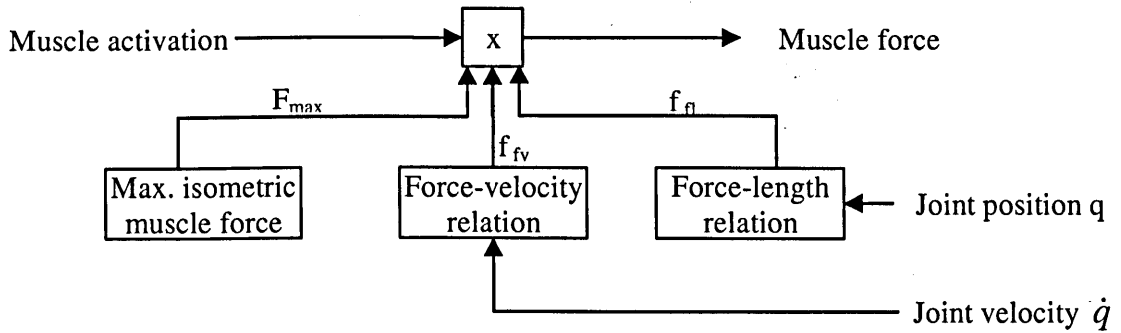 Muscle activation
x
Muscle force
F_max
f_fl
f_fv
Max. isometric
muscle force
Force-velocity
relation
Force-length
relation
Joint position q
Joint velocity q̇